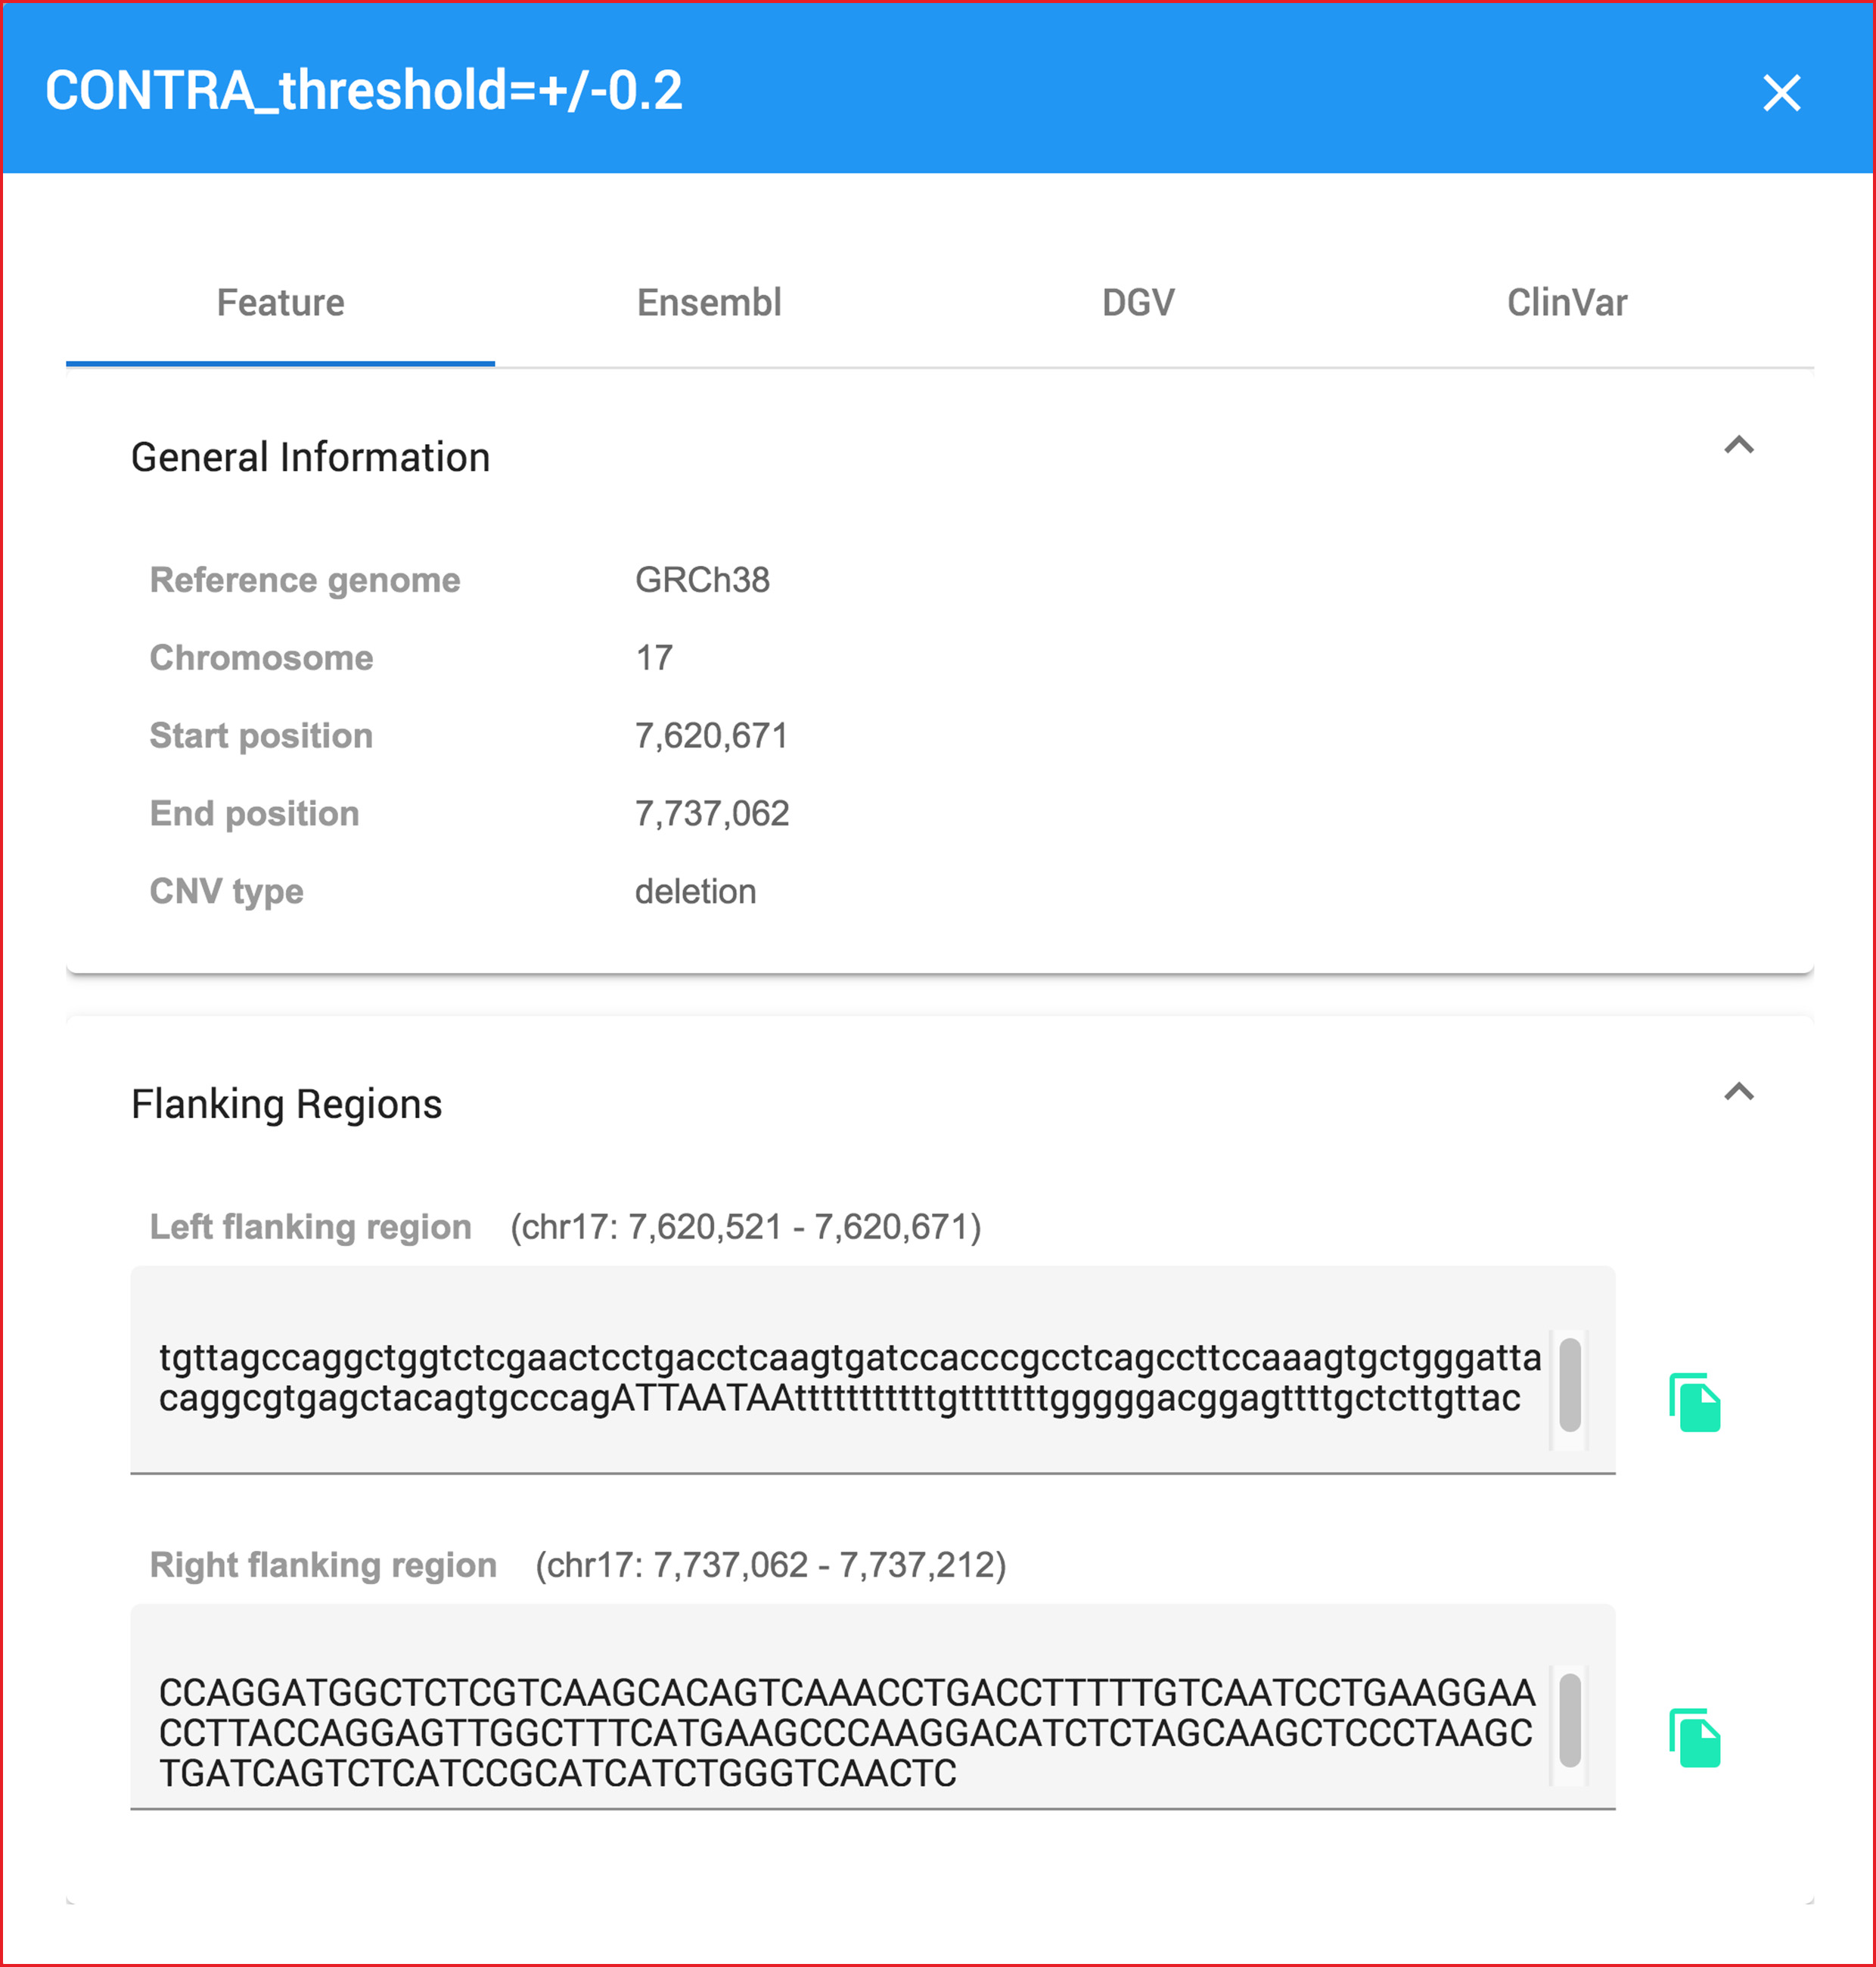 CONTRA_threshold=+/-0.2
Feature Ensembl DGV ClinVar
General Information
Reference genome GRCh38
Chromosome 17
Start position 7,620,671
End position 7,737,062
CNV type deletion
Flanking Regions
Left flanking region (chr17: 7,620,521 - 7,620,671)
tgttagccaggctggtctcgaactcctgacctcaagtgatccacccgcctcagccttccaaagtgctgggatta
caggcgtgagctacagtgcccagATTAATAAtttttttttttgtttttttgggggacggagttttgctcttgttac
Right flanking region (chr17: 7,737,062 - 7,737,212)
CCAGGATGGCTCTCGTCAAGCACAGTCAAACCTGACCTTTTTGTCAATCCTGAAGGAA
CCTTACCAGGAGTTGGCTTTCATGAAGCCCAAGGACATCTCTAGCAAGCTCCCTAAGC
TGATCAGTCTCATCCGCATCATCTGGGTCAACTC